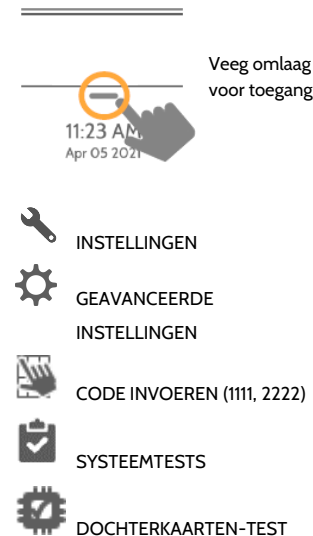 Veeg omlaag
voor toegang
11:23 AM
Apr 05 2021
INSTELLINGEN
GEAVANCEERDE
INSTELLINGEN
CODE INVOEREN (1111, 2222)
SYSTEEMTESTS
DOCHTERKAARTEN-TEST